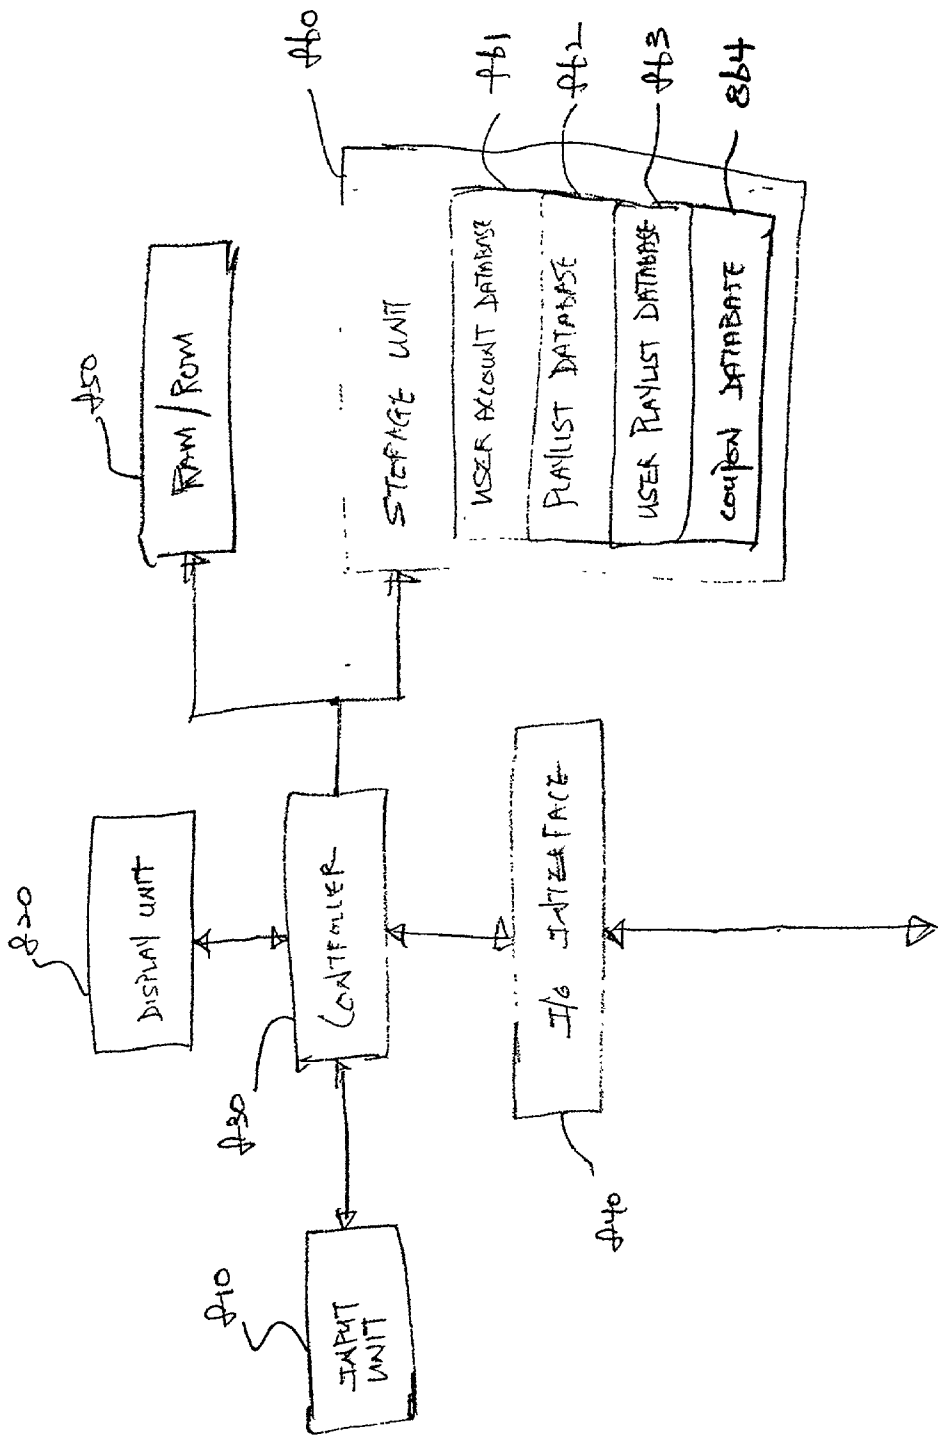 820
DISPLAY UNIT
850
RAM/ROM
810
INPUT
UNIT
830
CONTROLLER
860
STORAGE UNIT
861
USER ACCOUNT DATABASE
862
PLAYLIST DATABASE
863
USER PLAYLIST DATABASE
864
COUPON DATABASE
840
I/O INTERFACE